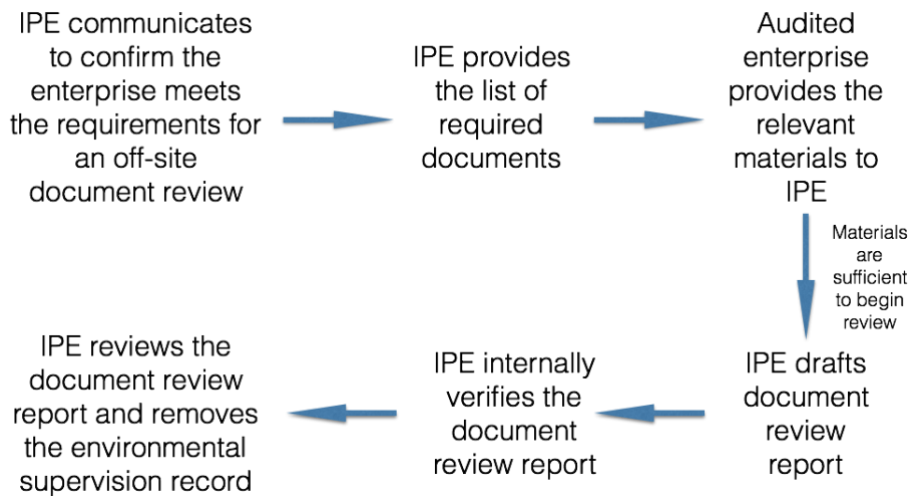 IPE communicates
to confirm the
enterprise meets
the requirements for
an off-site
document review
IPE provides
the list of
required
documents
Audited
enterprise
provides the
relevant
materials to
IPE
Materials
are
sufficient
to begin
review
IPE drafts
document
review
report
IPE internally
verifies the
document
review report
IPE reviews the
document review
report and removes
the environmental
supervision record